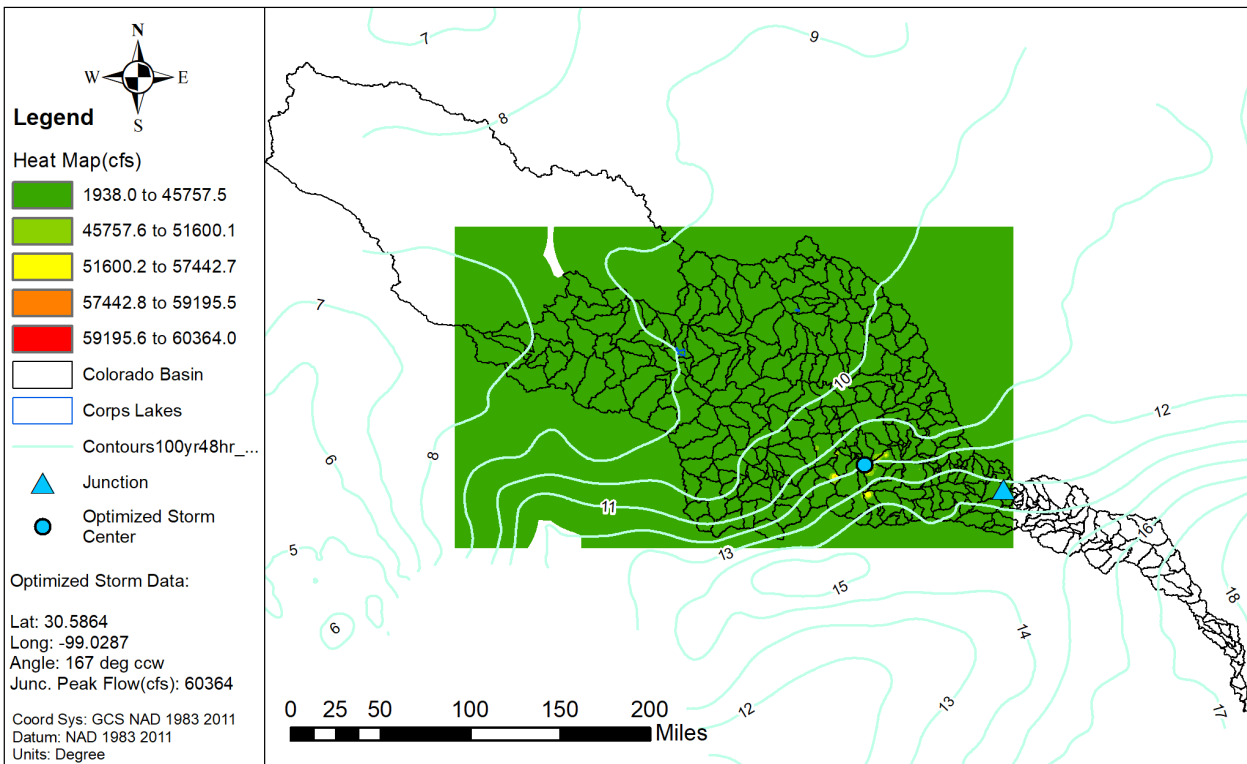 N
W
E
S
Legend
Heat Map(cfs)
1938.0 to 45757.5
45757.6 to 51600.1
51600.2 to 57442.7
57442.8 to 59195.5
59195.6 to 60364.0
Colorado Basin
Corps Lakes
Contours100yr48hr_...
Junction
Optimized Storm
Center
Optimized Storm Data:
Lat: 30.5864
Long: -99.0287
Angle: 167 deg ccw
Junc. Peak Flow(cfs): 60364
Coord Sys: GCS NAD 1983 2011
Datum: NAD 1983 2011
Units: Degree
7
9
8
7
10
12
6
8
11
16
5
13
15
18
6
14
13
12
17
0 25 50 100 150 200
Miles